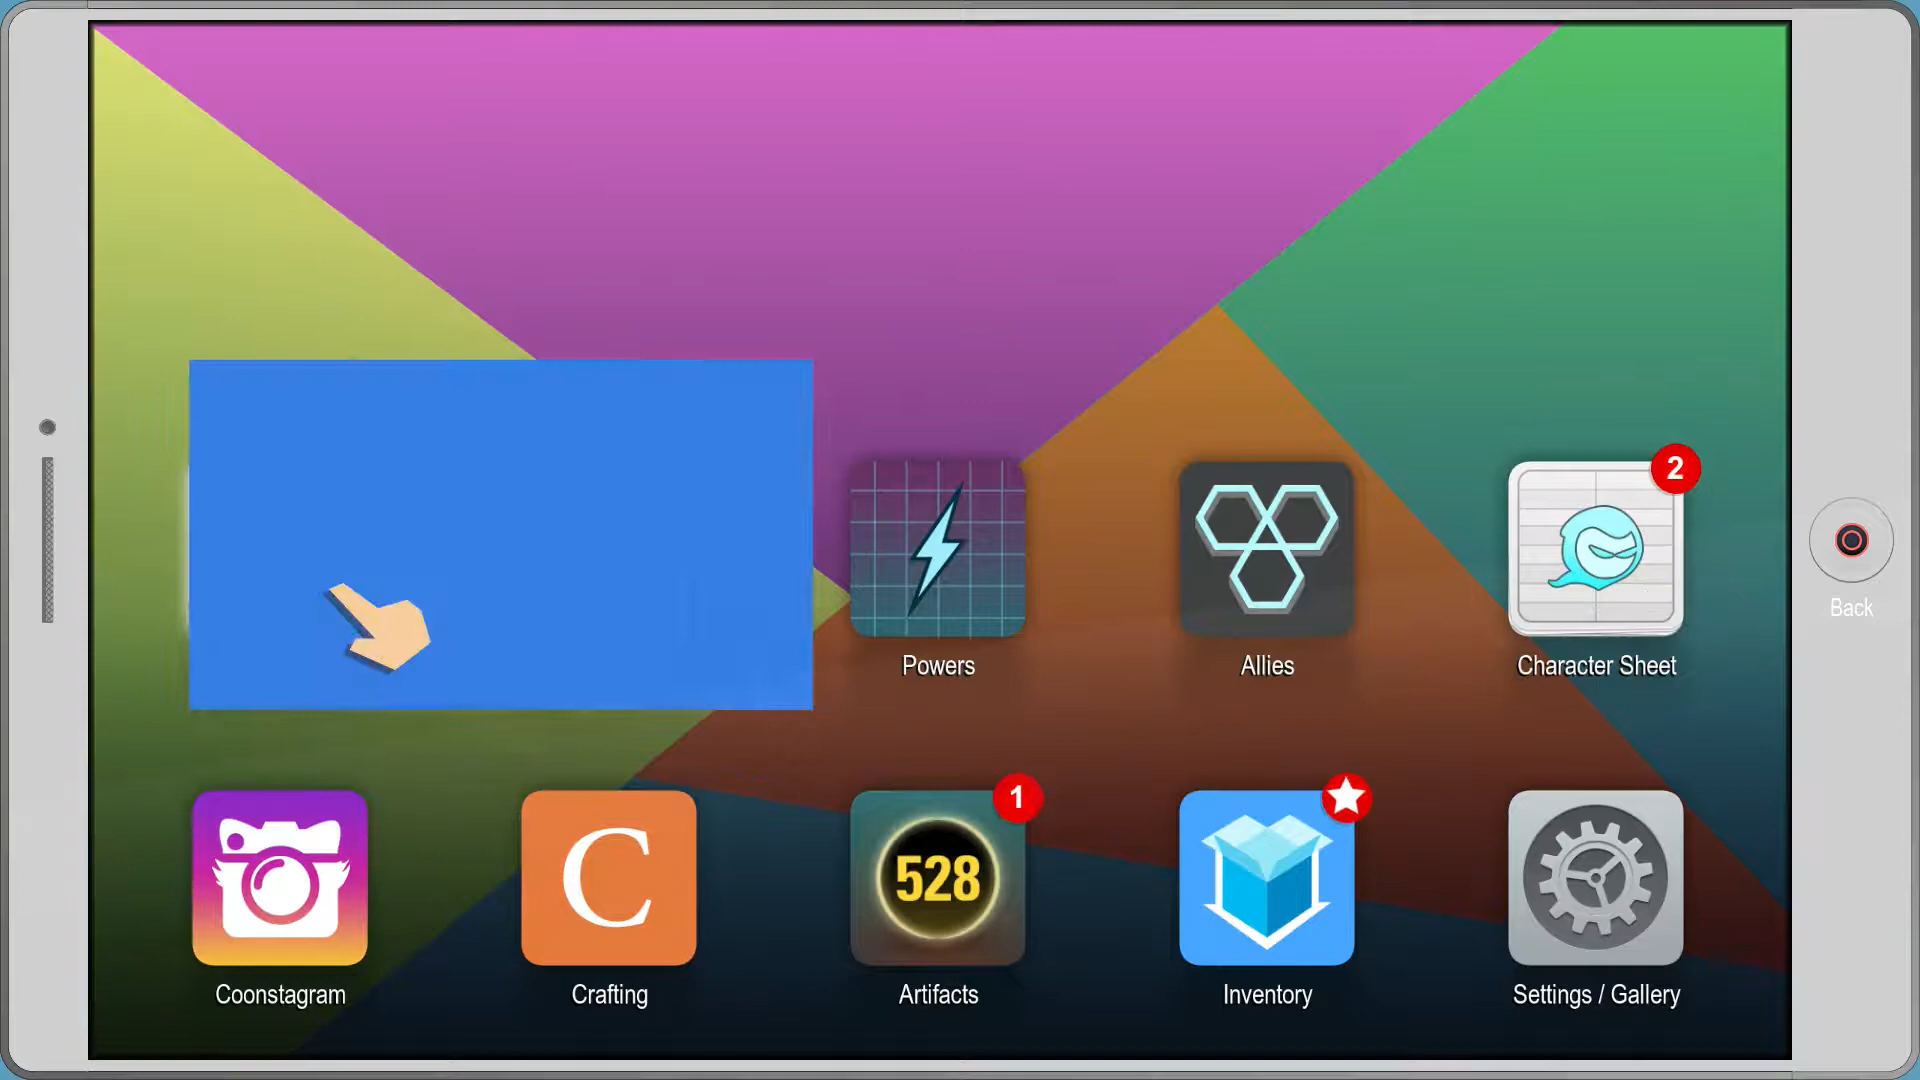 2
Powers
Allies
Character Sheet
Back
1
C
528
Coonstagram
Crafting
Artifacts
Inventory
Settings / Gallery